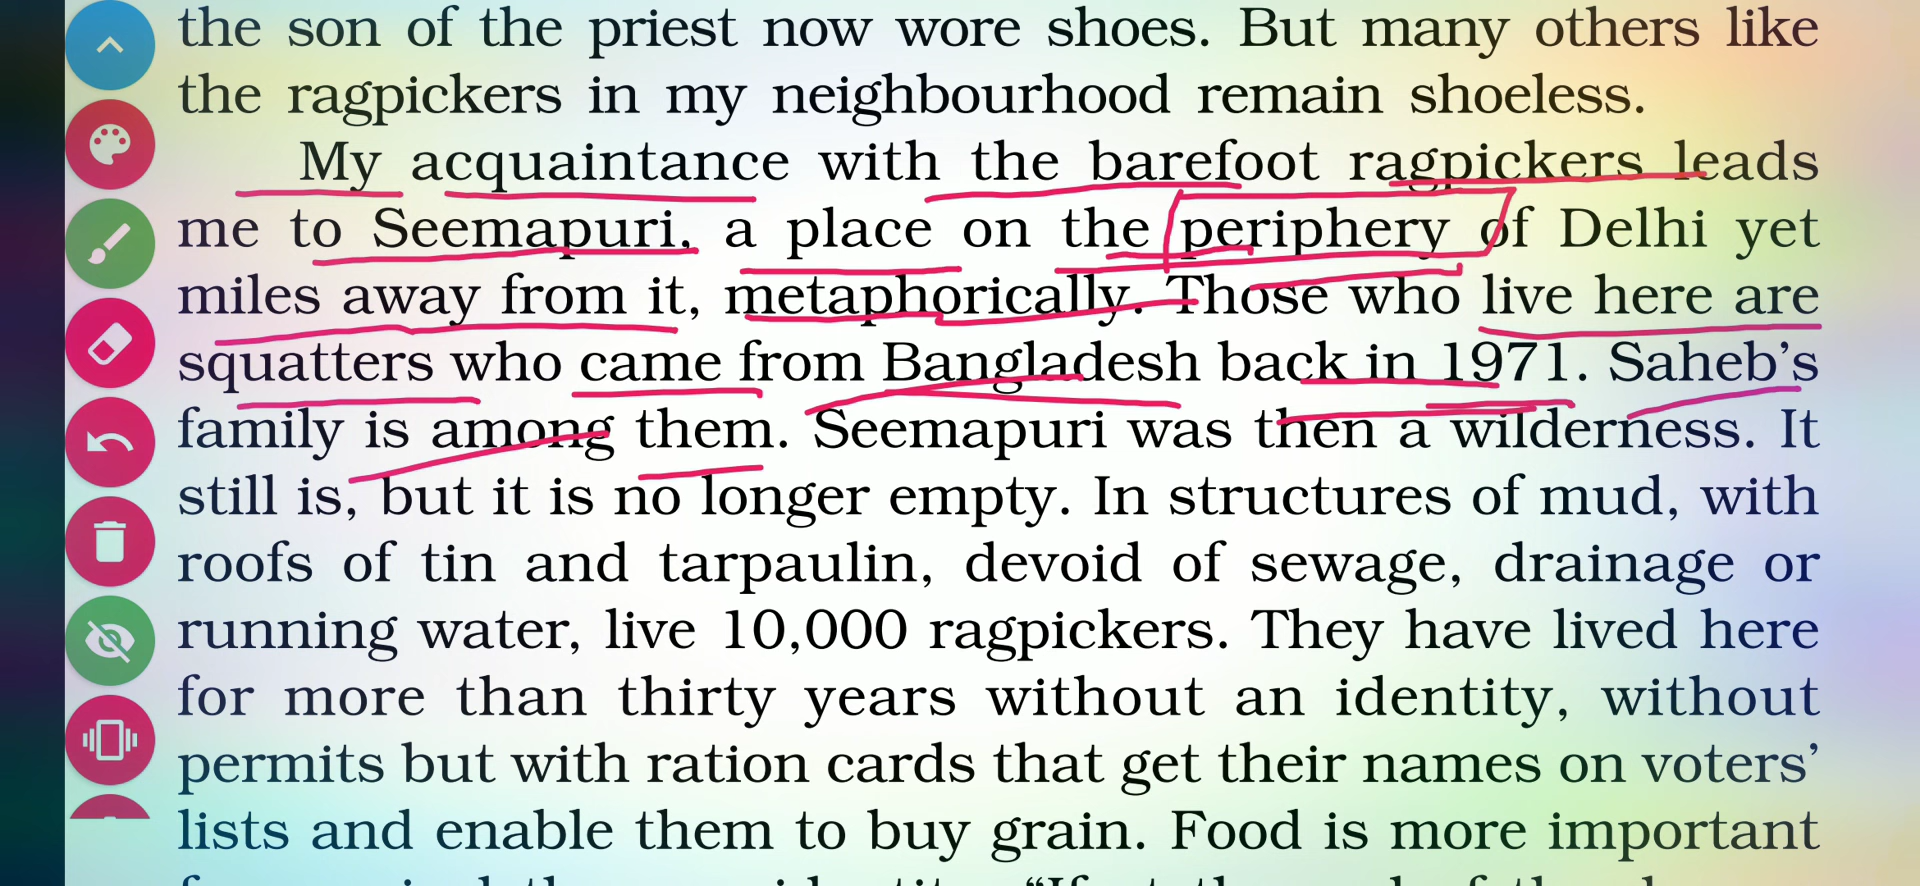 the son of the priest now wore shoes. But many others like
the ragpickers in my neighbourhood remain shoeless.
My acquaintance with the barefoot ragpickers leads
me to Seemapuri, a place on the periphery of Delhi yet
miles away from it, metaphorically. Those who live here are
squatters who came from Bangladesh back in 1971. Saheb’s
family is among them. Seemapuri was then a wilderness. It
still is, but it is no longer empty. In structures of mud, with
roofs of tin and tarpaulin, devoid of sewage, drainage or
running water, live 10,000 ragpickers. They have lived here
for more than thirty years without an identity, without
permits but with ration cards that get their names on voters’
lists and enable them to buy grain. Food is more important